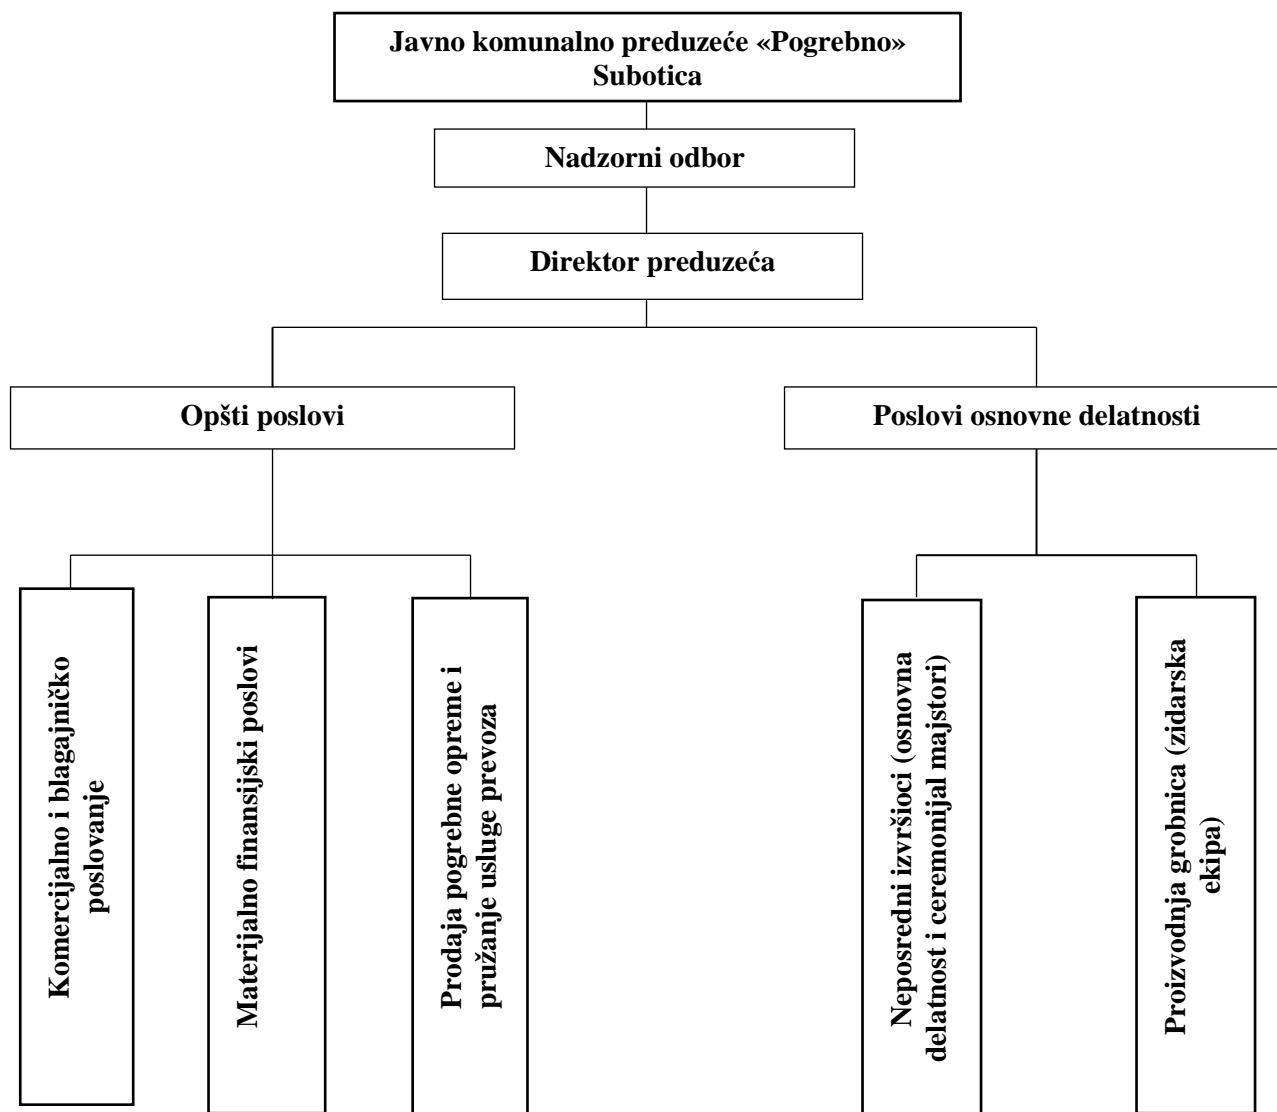 Javno komunalno preduzeće «Pogrebno»
Subotica
Nadzorni odbor
Direktor preduzeća
Opšti poslovi
Poslovi osnovne delatnosti
Komercijalno i blagajničko
poslovanje
Materijalno finansijski poslovi
Prodaja pogrebne opreme i
pružanje usluge prevoza
Neposredni izvršioci (osnovna
delatnost i ceremonijal majstori)
Proizvodnja grobnica (zidarska
ekipa)